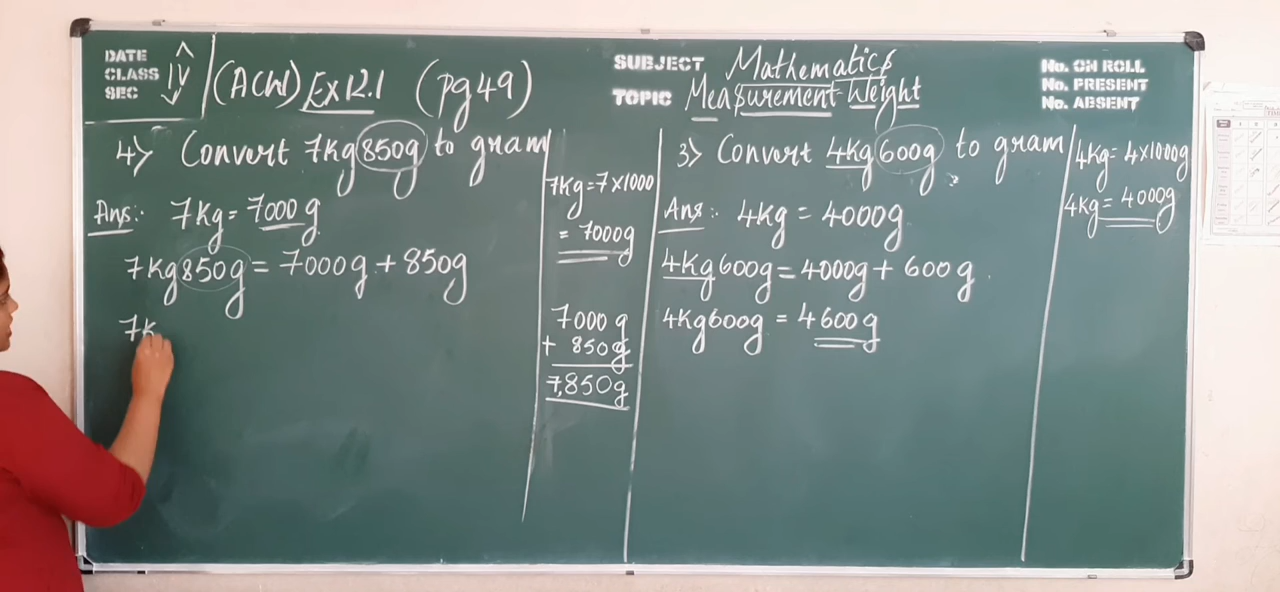 DATE
CLASS IV
SEC
(ACW) Ex 12.1 (pg 49)
SUBJECT Mathematics
TOPIC Measurement Weight
No. ON ROLL
No. PRESENT
No. ABSENT
4) Convert 7Kg 850g to gram
Ans:- 7Kg = 7000g
7Kg 850g = 7000g + 850g
7K
7Kg = 7×1000
= 7000g
7000g
+ 850g
7,850g
3) Convert 4Kg 600g to gram
Ans:- 4Kg = 4000g
4Kg 600g = 4000g + 600g
4Kg 600g = 4600g
4Kg = 4×1000g
4Kg = 4000g